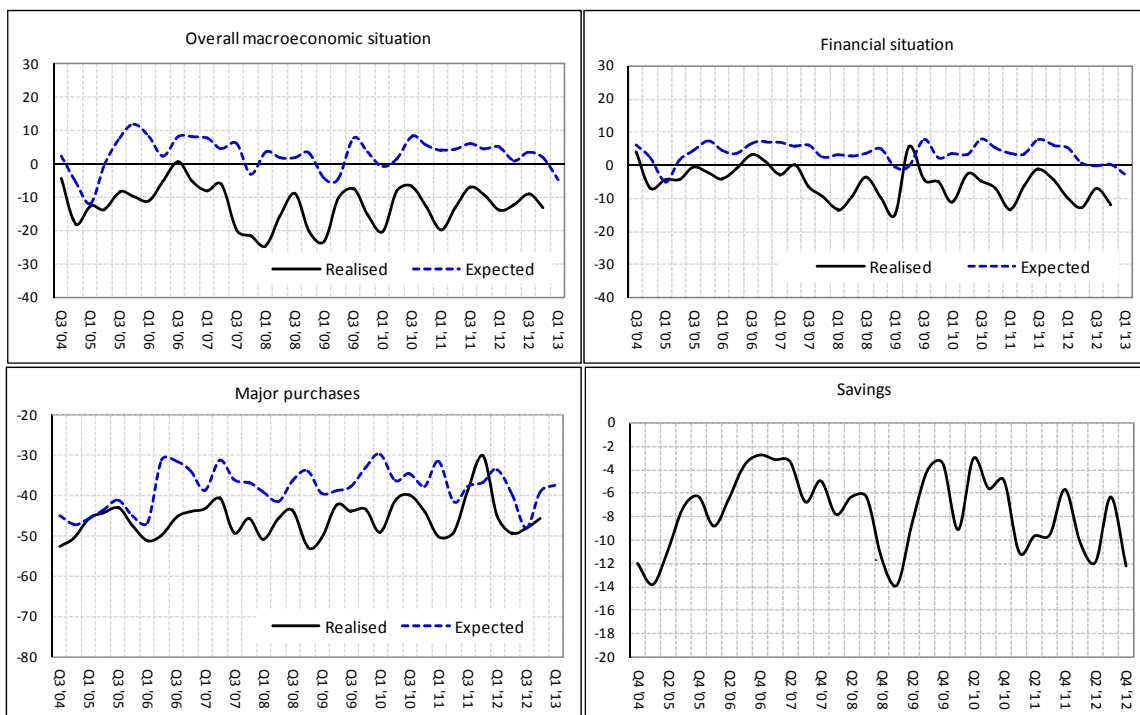 Overall macroeconomic situation
30
20
10
0
-10
-20
-30
-40
Realised
Expected
Q3 '04
Q1 '05
Q3 '05
Q1 '06
Q3 '06
Q1 '07
Q3 '07
Q1 '08
Q3 '08
Q1 '09
Q3 '09
Q1 10
Q3 '10
Q1 '11
Q3 '11
Q1 '12
Q3 '12
Q1 '13
Financial situation
30
20
10
0
-10
-20
-30
-40
Realised
Expected
Q3 '04
Q1 '05
Q3 '05
Q1 '06
Q3 '06
Q1 '07
Q3 '07
Q1 '08
Q3 '08
Q1 '09
Q3 '09
Q1 10
Q3 '10
Q1 '11
Q3 '11
Q1 '12
Q3 '12
Q1 '13
Major purchases
-20
-30
-40
-50
-60
-70
-80
Realised
Expected
Q3 '04
Q1 '05
Q3 '05
Q1 '06
Q3 '06
Q1 '07
Q3 '07
Q1 '08
Q3 '08
Q1 '09
Q3 '09
Q1 10
Q3 '10
Q1 '11
Q3 '11
Q1 '12
Q3 '12
Q1 '13
Savings
0
-2
-4
-6
-8
-10
-12
-14
-16
-18
-20
Q4 '04
Q2 '05
Q4 '05
Q2 '06
Q4 '06
Q2 '07
Q4 '07
Q2 '08
Q4 '08
Q2 '09
Q4 '09
Q2 '10
Q4 '10
Q2 '11
Q4 '11
Q2 '12
Q4 '12